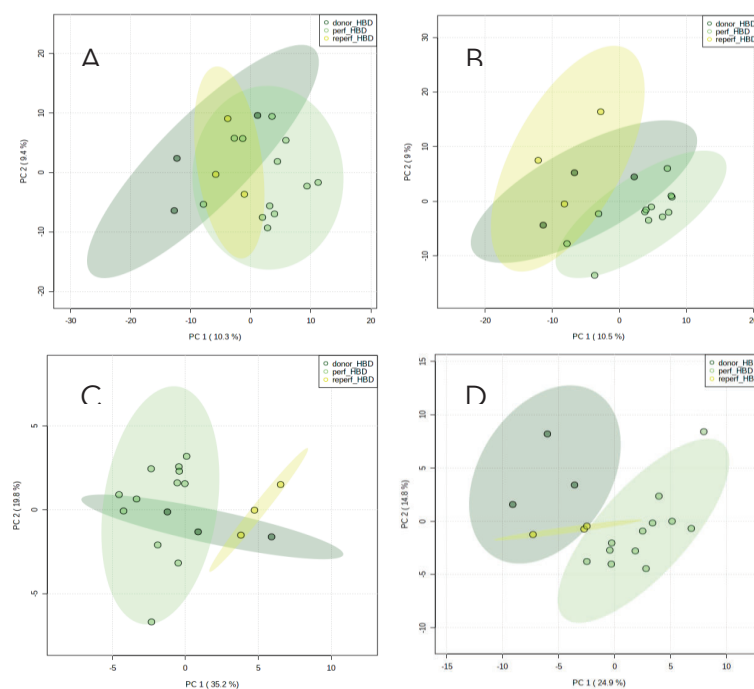 A
donor_HBD
perf_HBD
reperf_HBD
20
10
0
-10
-20
PC 2 ( 9.4 %)
-30
-20
-10
0
10
20
PC 1 ( 10.3 %)
B
donor_HBD
perf_HBD
reperf_HBD
30
20
10
0
-10
PC 2 ( 9 %)
-20
-10
0
10
20
PC 1 ( 10.5 %)
C
donor_HBD
perf_HBD
reperf_HBD
5
0
-5
PC 2 ( 19.8 %)
-5
0
5
10
PC 1 ( 35.2 %)
D
donor_HBD
perf_HBD
reperf_HBD
15
10
5
0
-5
-10
PC 2 ( 14.8 %)
-15
-10
-5
0
5
10
PC 1 ( 24.9 %)